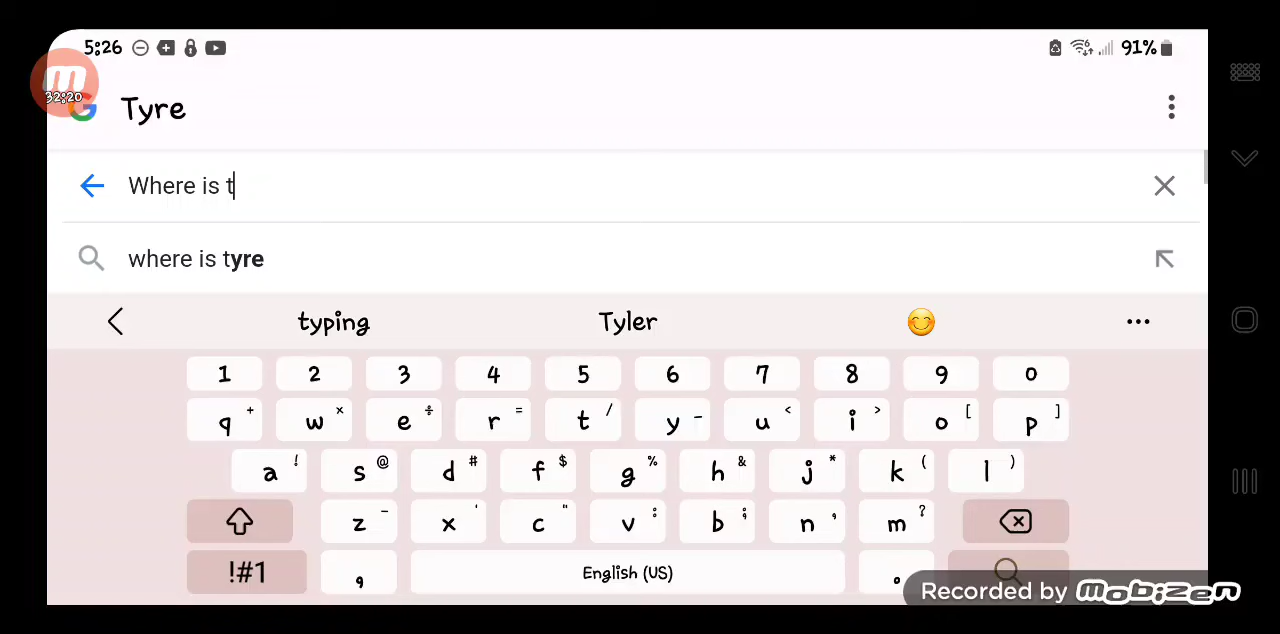 5:26 91%
32:20
Tyre
Where is t
where is tyre
typing Tyler 😊 ...
1 2 3 4 5 6 7 8 9 0
q + w × e ÷ r = t / y - u < i > o [ p ]
a ! s @ d # f $ g % h & j * k ( l )
z - x ' c " v : b ; n , m ?
!#1 , English (US) .
Recorded by mobizen